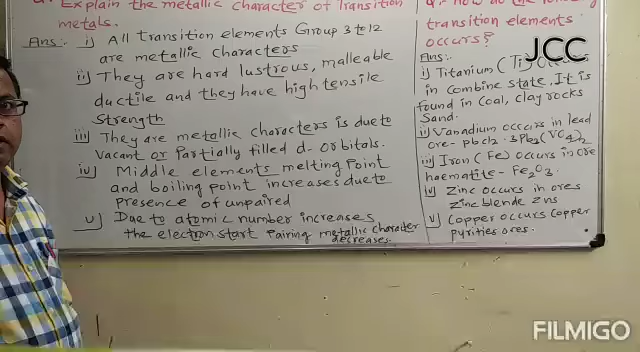 Explain the metallic character of Transition
metals.
Ans:- i) All transition elements Group 3 to 12
are metallic characters
ii) They are hard lustrous, malleable
ductile and they have high tensile
Strength
iii) They are metallic characters is due to
Vacant or Partially filled d-orbitals.
iv) Middle elements melting Point
and boiling point increases due to
presence of unpaired
v) Due to atomic number increases
the electron start Pairing metallic character
decreases.
transition elements
occurs?
JCC
Ans:-
i) Titanium (Ti)
in combine state. It is
found in Coal, clay rocks
Sand.
ii) Vanadium occurs in lead
ore- pbcl2. 3Pb3(VO4)2
iii) Iron (Fe) occurs in ore
haematite - Fe2O3.
iv) Zinc occurs in ores
Zinc blende zns
v) Copper occurs Copper
Pyrities ores.
FILMIGO